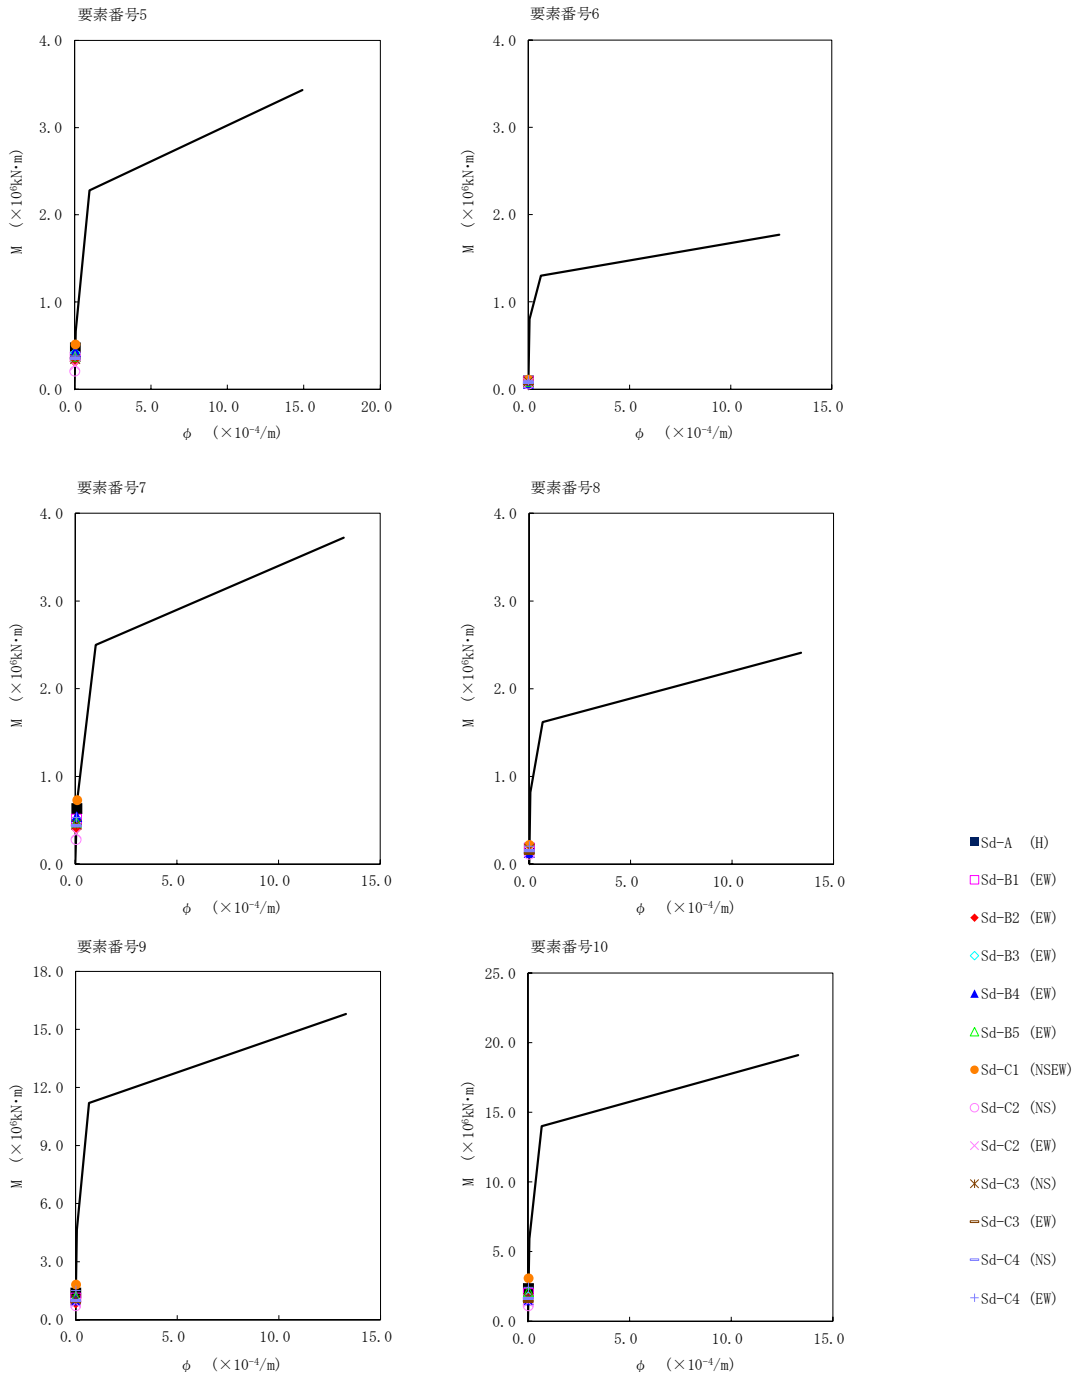 要素番号5
4.0
3.0
2.0
1.0
0.0
0.0 5.0 10.0 15.0 20.0
M (×10⁶kN·m)
φ (×10⁻⁴/m)
要素番号6
4.0
3.0
2.0
1.0
0.0
0.0 5.0 10.0 15.0
M (×10⁶kN·m)
φ (×10⁻⁴/m)
要素番号7
4.0
3.0
2.0
1.0
0.0
0.0 5.0 10.0 15.0
M (×10⁶kN·m)
φ (×10⁻⁴/m)
要素番号8
4.0
3.0
2.0
1.0
0.0
0.0 5.0 10.0 15.0
M (×10⁶kN·m)
φ (×10⁻⁴/m)
要素番号9
18.0
15.0
12.0
9.0
6.0
3.0
0.0
0.0 5.0 10.0 15.0
M (×10⁶kN·m)
φ (×10⁻⁴/m)
要素番号10
25.0
20.0
15.0
10.0
5.0
0.0
0.0 5.0 10.0 15.0
M (×10⁶kN·m)
φ (×10⁻⁴/m)
Sd-A (H)
Sd-B1 (EW)
Sd-B2 (EW)
Sd-B3 (EW)
Sd-B4 (EW)
Sd-B5 (EW)
Sd-C1 (NSEW)
Sd-C2 (NS)
Sd-C2 (EW)
Sd-C3 (NS)
Sd-C3 (EW)
Sd-C4 (NS)
Sd-C4 (EW)